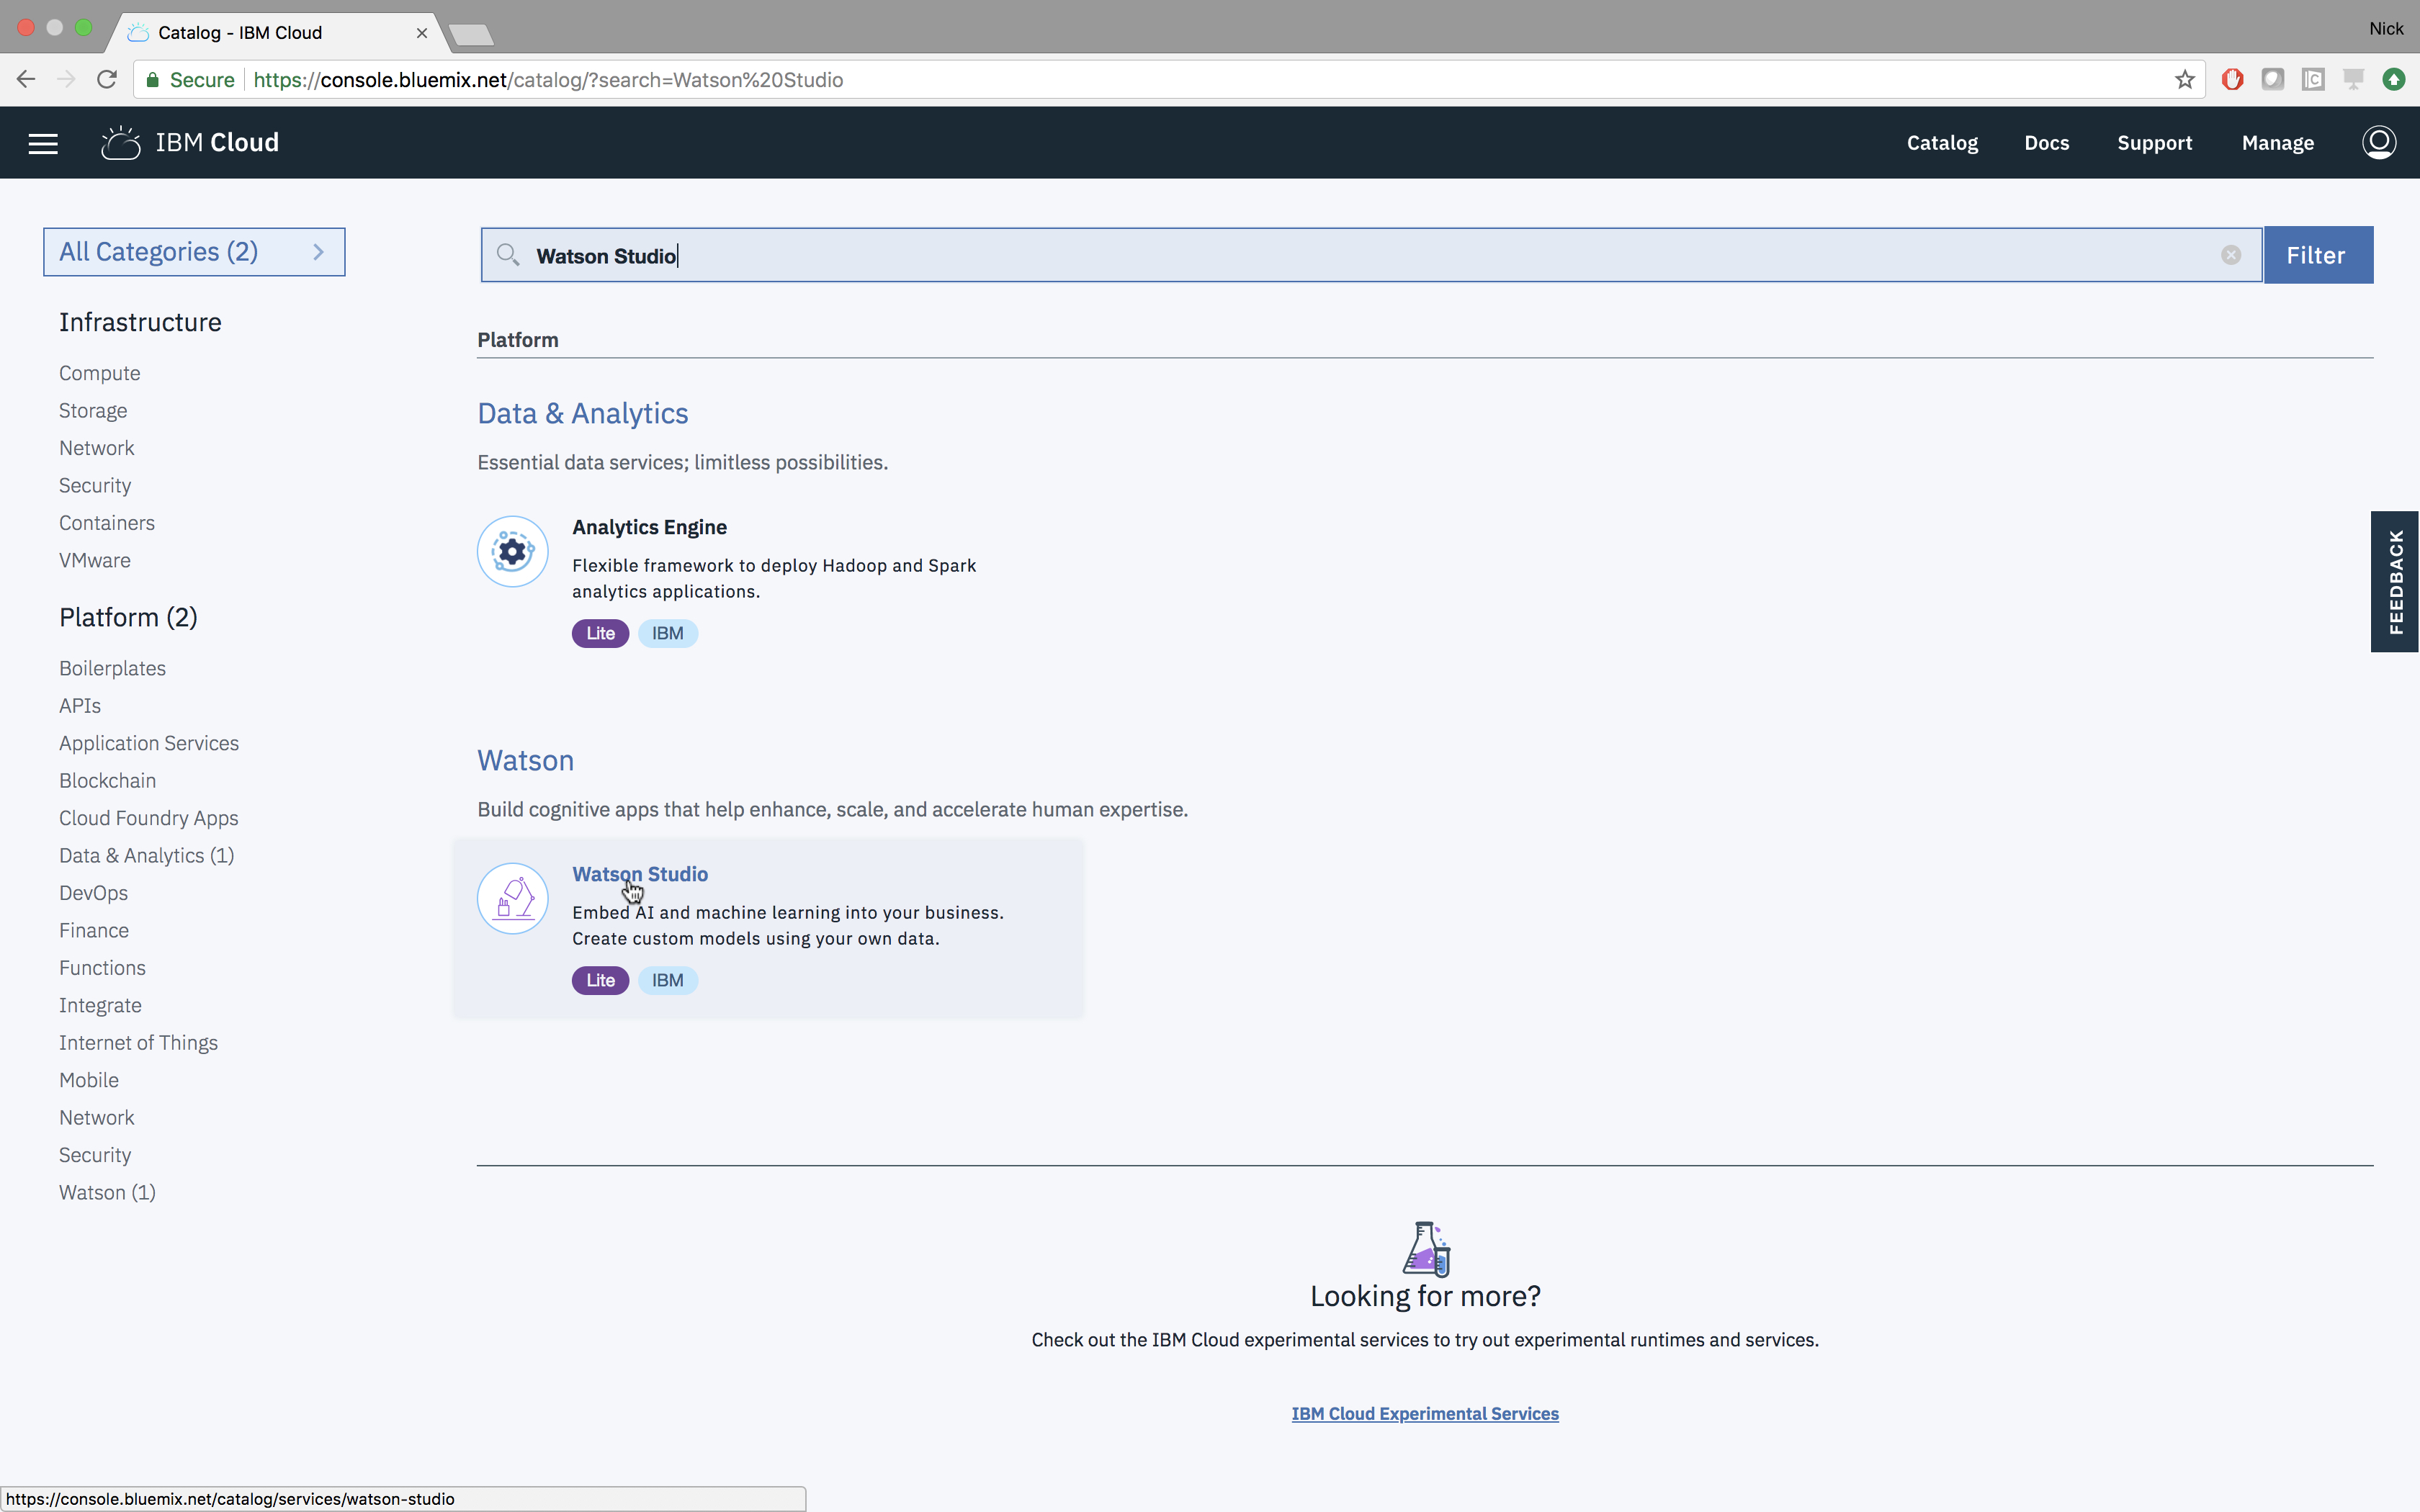 Catalog - IBM Cloud
Nick
Secure https://console.bluemix.net/catalog/?search=Watson%20Studio
IBM Cloud
Catalog
Docs
Support
Manage
All Categories (2)
Infrastructure
Compute
Storage
Network
Security
Containers
VMware
Platform (2)
Boilerplates
APIs
Application Services
Blockchain
Cloud Foundry Apps
Data & Analytics (1)
DevOps
Finance
Functions
Integrate
Internet of Things
Mobile
Network
Security
Watson (1)
Watson Studio
Filter
Platform
Data & Analytics
Essential data services; limitless possibilities.
Analytics Engine
Flexible framework to deploy Hadoop and Spark
analytics applications.
Lite
IBM
Watson
Build cognitive apps that help enhance, scale, and accelerate human expertise.
Watson Studio
Embed AI and machine learning into your business.
Create custom models using your own data.
Lite
IBM
FEEDBACK
Looking for more?
Check out the IBM Cloud experimental services to try out experimental runtimes and services.
IBM Cloud Experimental Services
https://console.bluemix.net/catalog/services/watson-studio